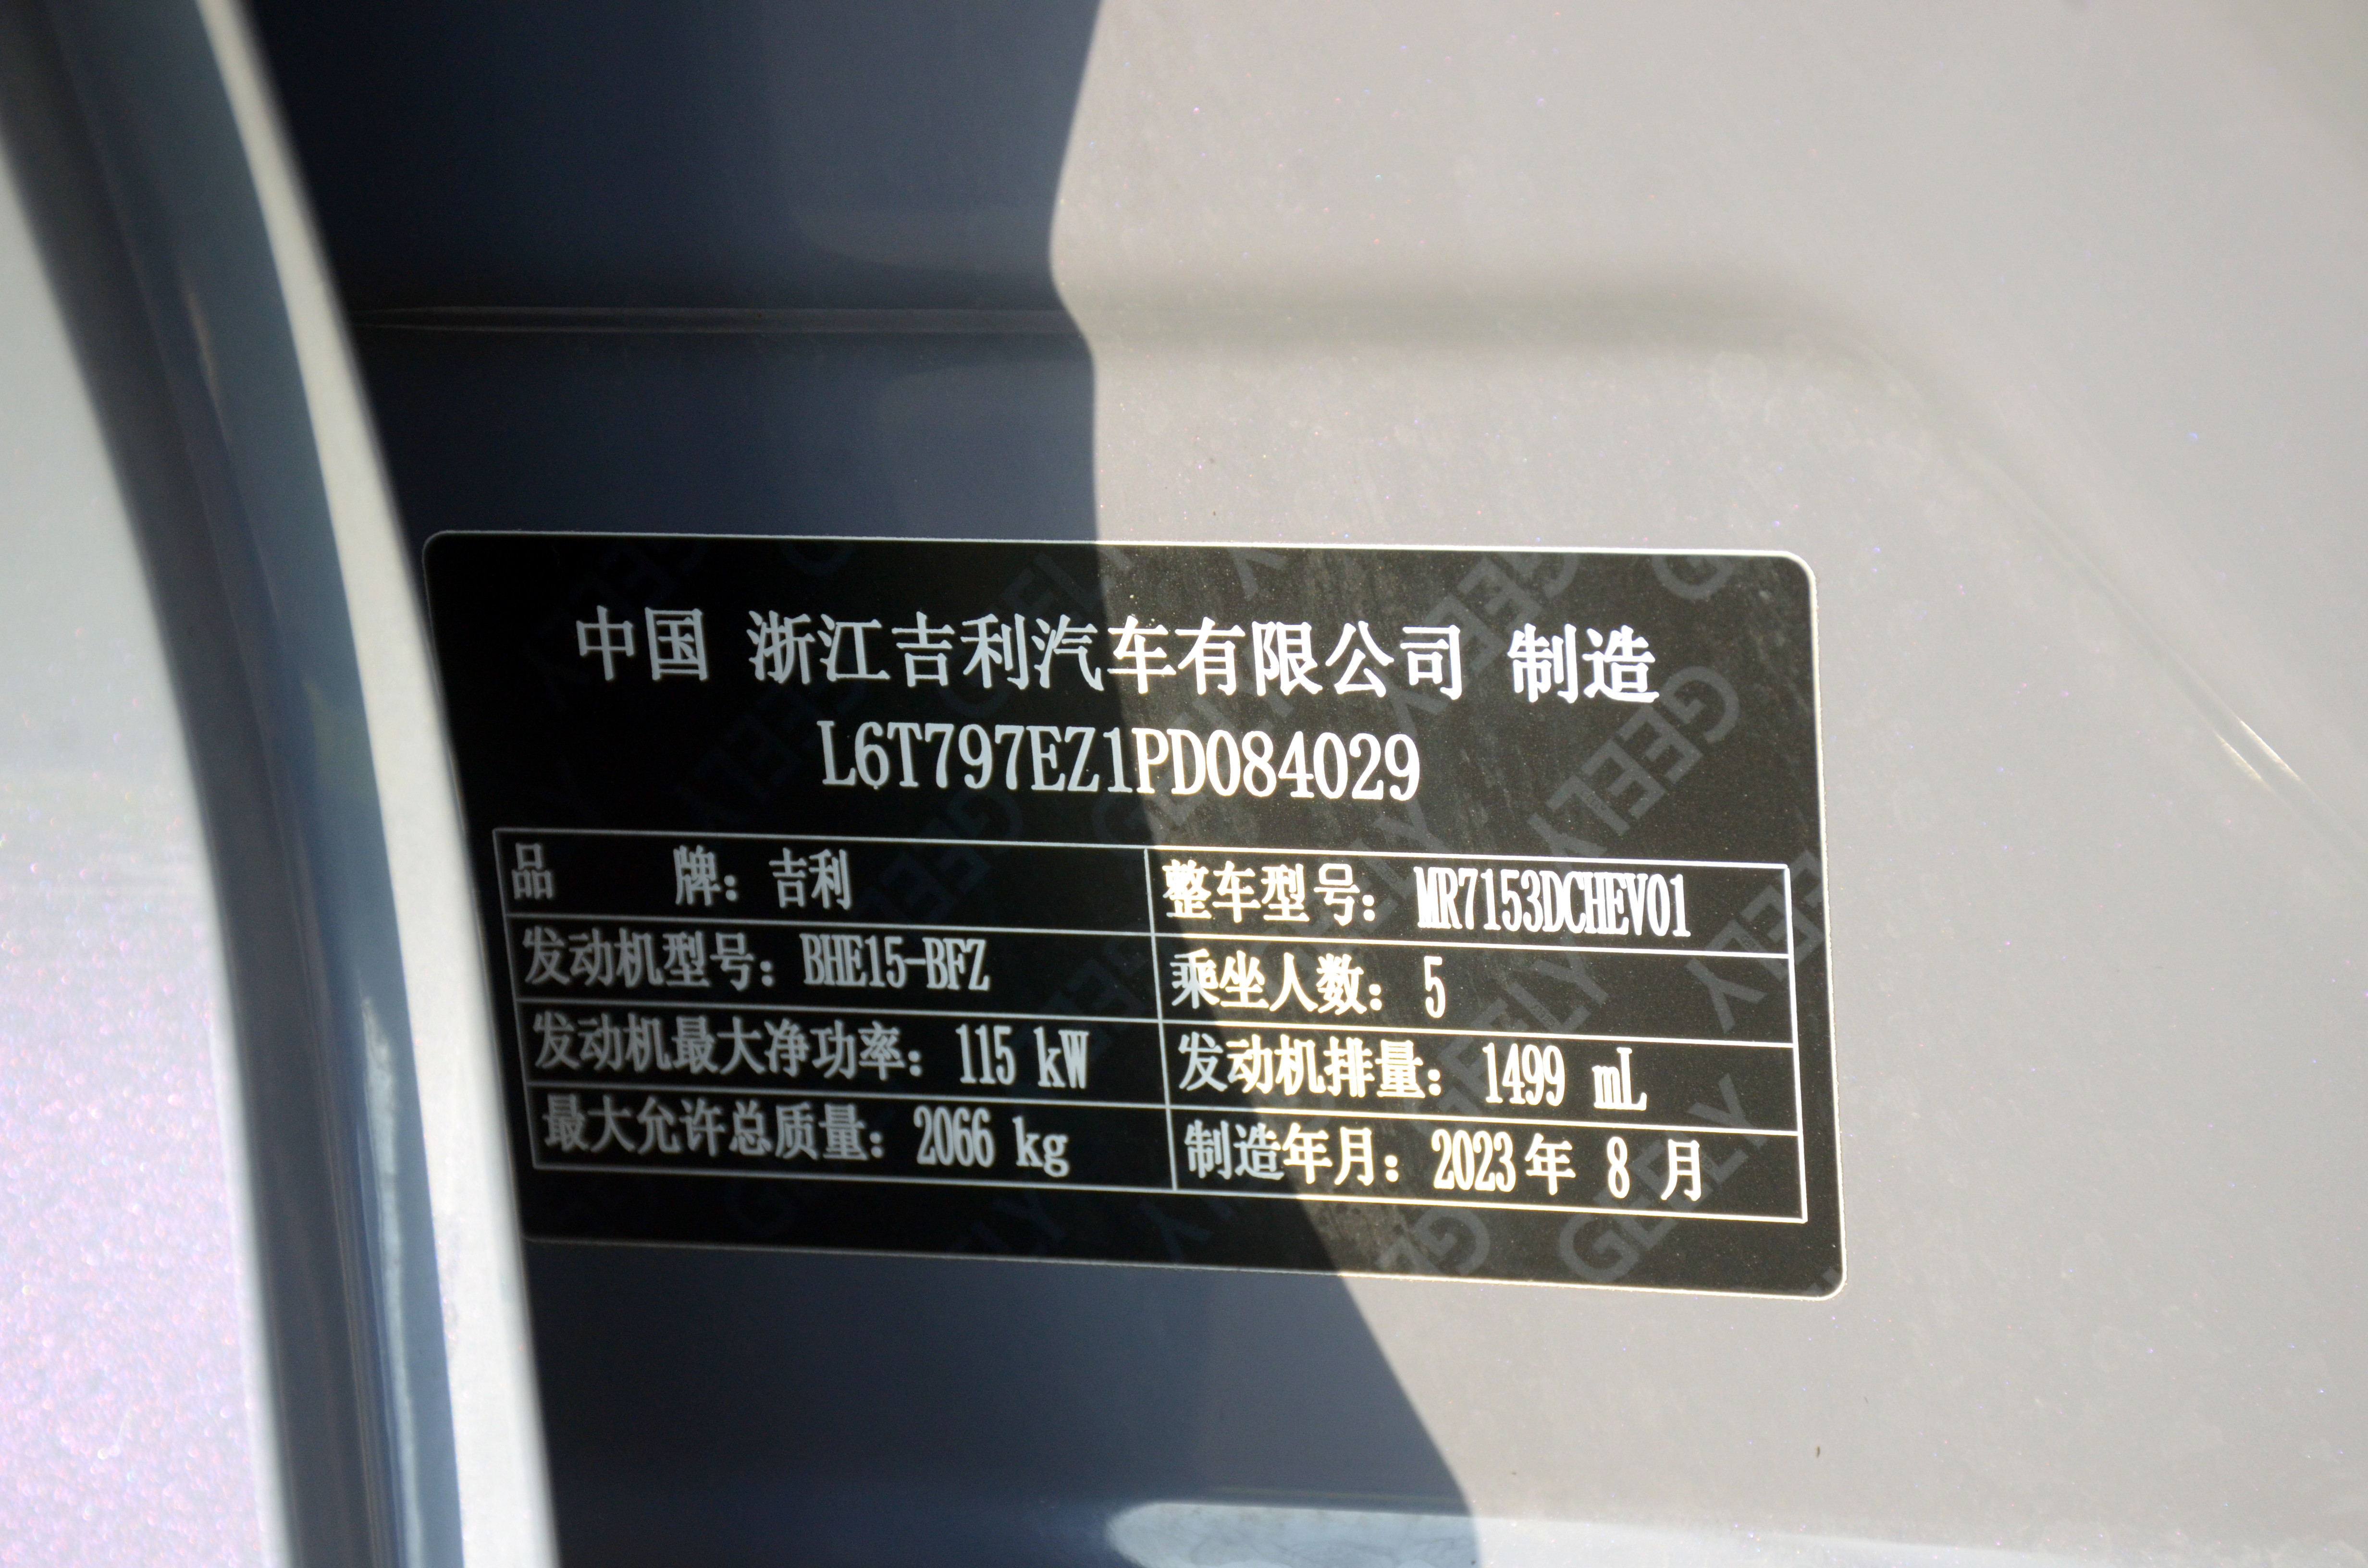 中国 浙江吉利汽车有限公司 制造
L6T797EZ1PD084029
品 牌：吉利 整车型号：MR7153DCHEV01
发动机型号：BHE15-BFZ 乘坐人数：5
发动机最大净功率：115 kW 发动机排量：1499 mL
最大允许总质量：2066 kg 制造年月：2023年 8 月